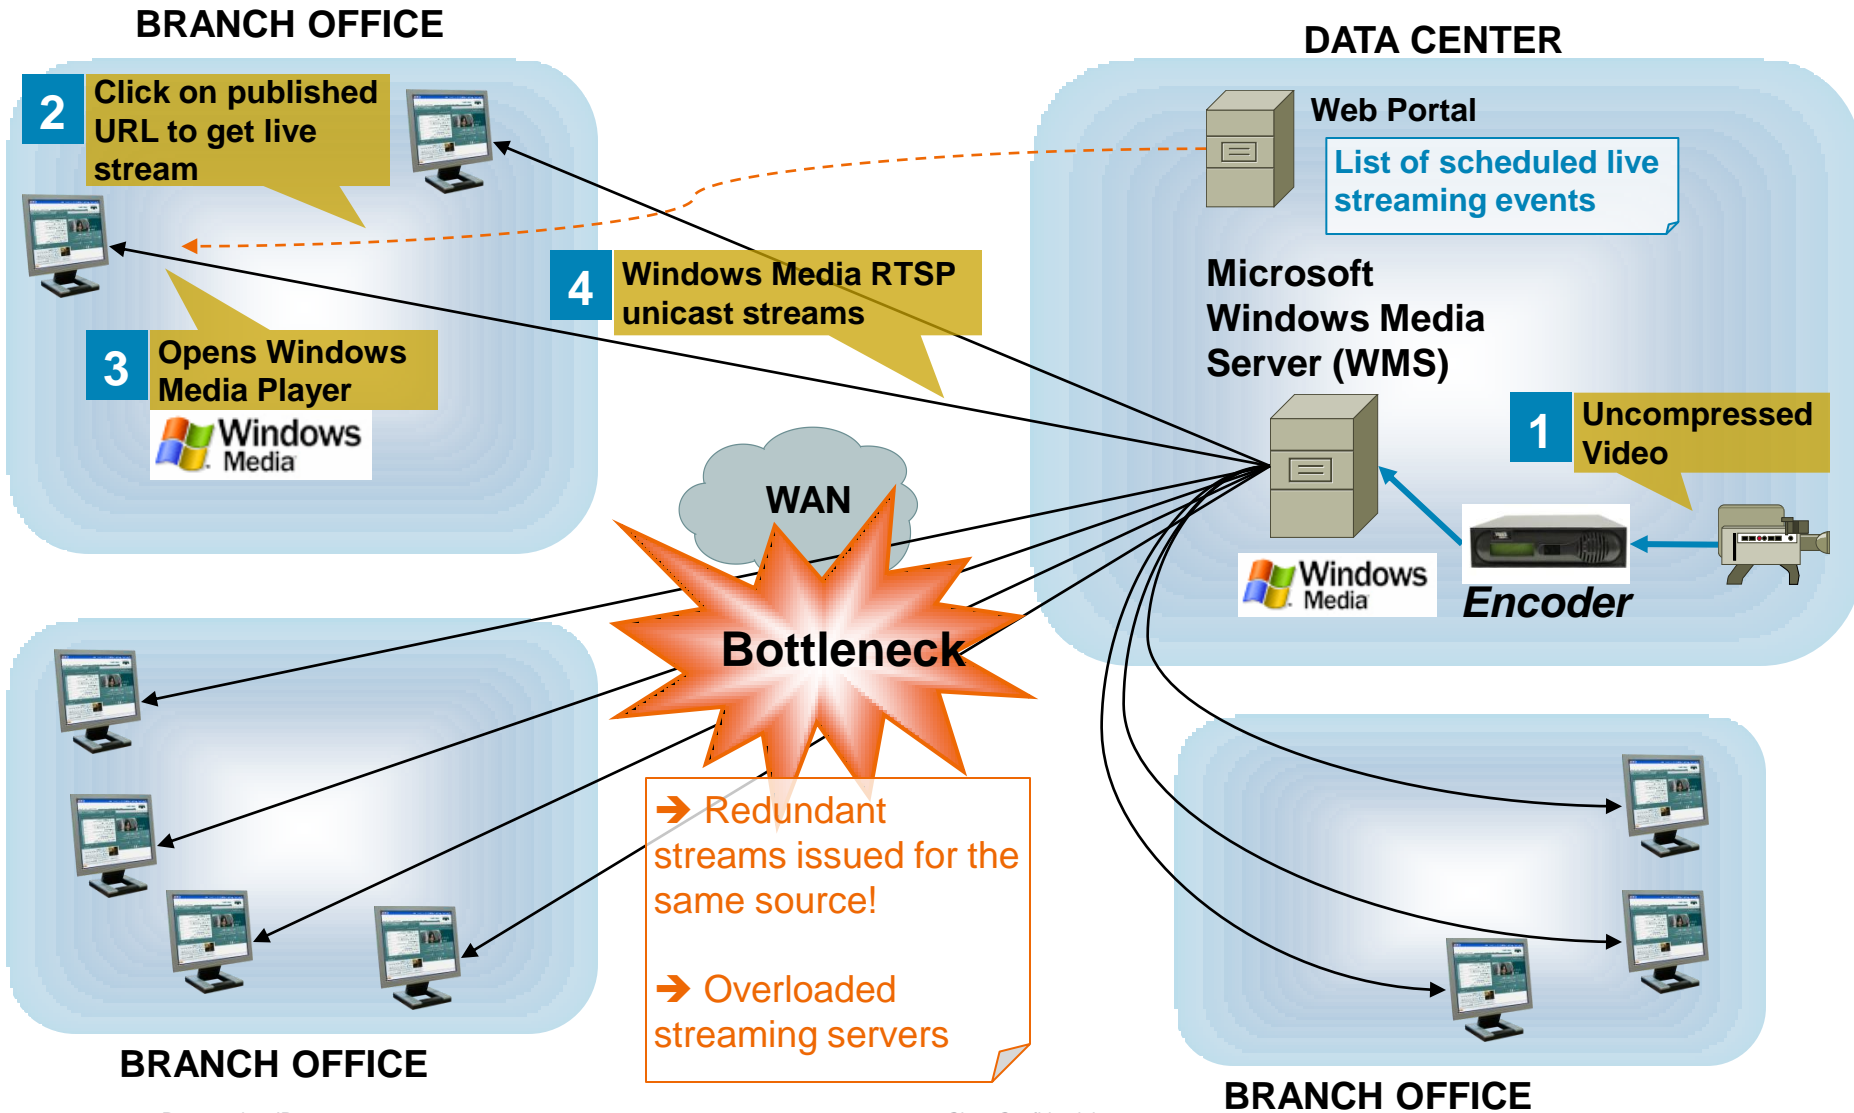 BRANCH OFFICE
DATA CENTER
2
Click on published
URL to get live
stream
Web Portal
List of scheduled live
streaming events
4
Windows Media RTSP
unicast streams
Microsoft
Windows Media
Server (WMS)
3
Opens Windows
Media Player
Windows
Media
1
Uncompressed
Video
WAN
Windows
Media
Encoder
Bottleneck
➔ Redundant
streams issued for the
same source!
➔ Overloaded
streaming servers
BRANCH OFFICE
BRANCH OFFICE